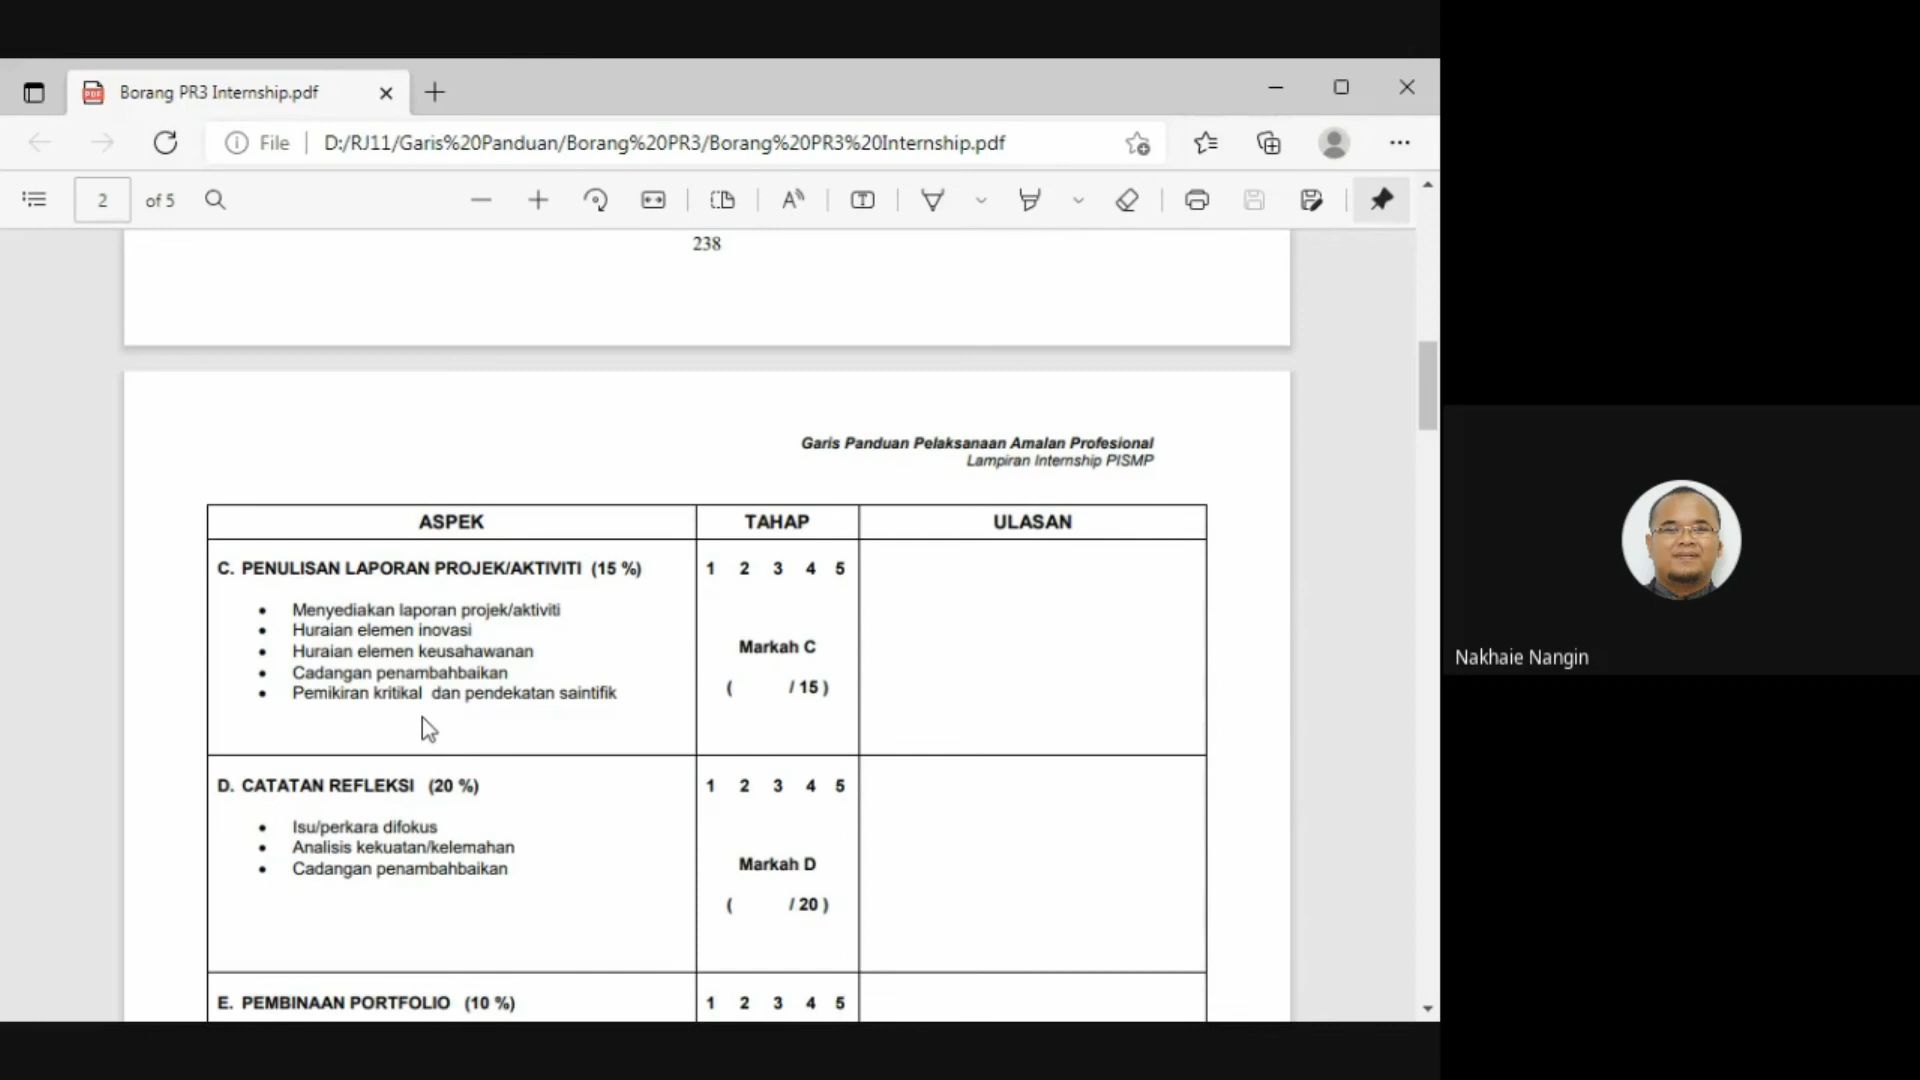 Borang PR3 Internship.pdf
File
D:/RJ11/Garis%20Panduan/Borang%20PR3/Borang%20PR3%20Internship.pdf
2 of 5
238
Garis Panduan Pelaksanaan Amalan Profesional
Lampiran Internship PISMP
ASPEK TAHAP ULASAN
C. PENULISAN LAPORAN PROJEK/AKTIVITI (15 %) 1 2 3 4 5
• Menyediakan laporan projek/aktiviti
• Huraian elemen inovasi
• Huraian elemen keusahawanan
• Cadangan penambahbaikan
• Pemikiran kritikal dan pendekatan saintifik
Markah C
( / 15 )
D. CATATAN REFLEKSI (20 %) 1 2 3 4 5
• Isu/perkara difokus
• Analisis kekuatan/kelemahan
• Cadangan penambahbaikan
Markah D
( / 20 )
E. PEMBINAAN PORTFOLIO (10 %) 1 2 3 4 5
Nakhaie Nangin